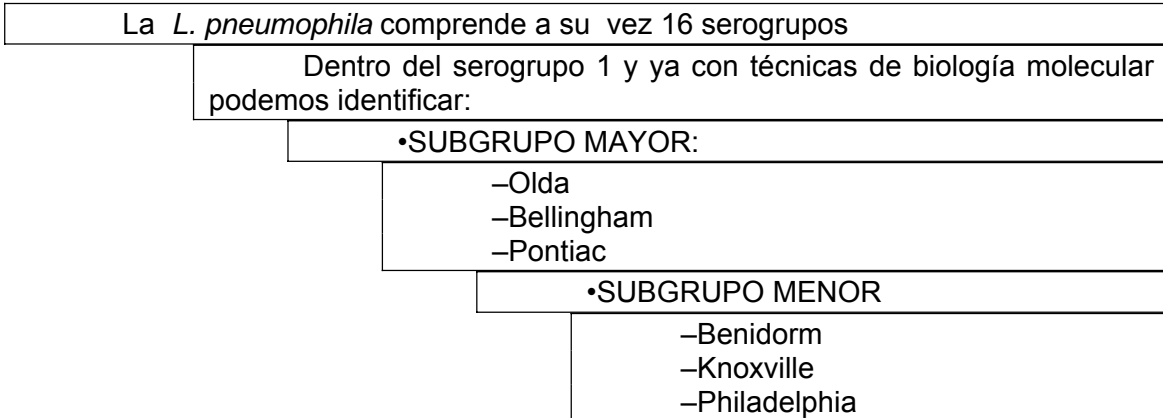 La L. pneumophila comprende a su vez 16 serogrupos
Dentro del serogrupo 1 y ya con técnicas de biología molecular
podemos identificar:
•SUBGRUPO MAYOR:
–Olda
–Bellingham
–Pontiac
•SUBGRUPO MENOR
–Benidorm
–Knoxville
–Philadelphia